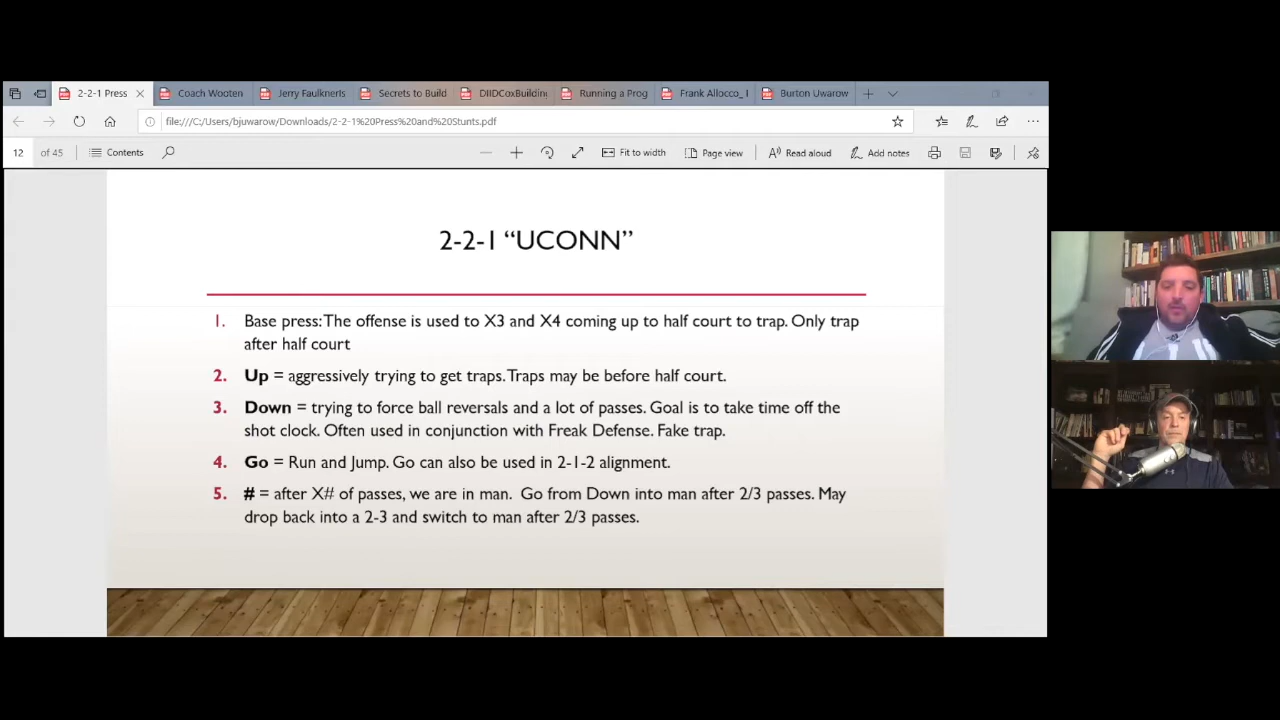 2-2-1 Press
Coach Wooten
Jerry Faulknerls
Secrets to Build
DIIDCoxBuilding
Running a Prog
Frank Allocco_
Burton Uwarow
file:///C:/Users/bjuwarow/Downloads/2-2-1%20Press%20and%20Stunts.pdf
12 of 45 Contents Fit to width Page view Read aloud Add notes
2-2-1 “UCONN”
1. Base press: The offense is used to X3 and X4 coming up to half court to trap. Only trap
after half court
2. Up = aggressively trying to get traps. Traps may be before half court.
3. Down = trying to force ball reversals and a lot of passes. Goal is to take time off the
shot clock. Often used in conjunction with Freak Defense. Fake trap.
4. Go = Run and Jump. Go can also be used in 2-1-2 alignment.
5. # = after X# of passes, we are in man. Go from Down into man after 2/3 passes. May
drop back into a 2-3 and switch to man after 2/3 passes.